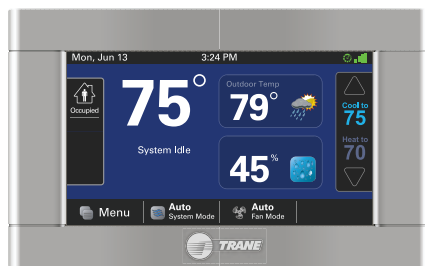 Mon, Jun 13 3:24 PM
Occupied
75°
System Idle
Outdoor Temp
79°
45%
Cool to
75
Heat to
70
Menu
Auto
System Mode
Auto
Fan Mode
TRANE